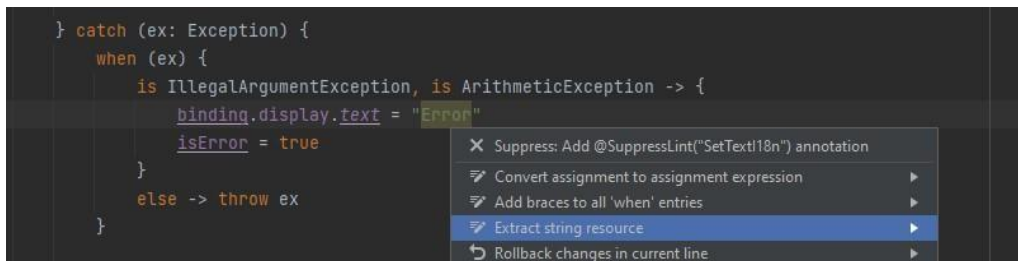 } catch (ex: Exception) {
when (ex) {
is IllegalArgumentException, is ArithmeticException -> {
binding.display.text = "Error"
isError = true
}
else -> throw ex
}
Suppress: Add @SuppressLint("SetTextI18n") annotation
Convert assignment to assignment expression
Add braces to all 'when' entries
Extract string resource
Rollback changes in current line